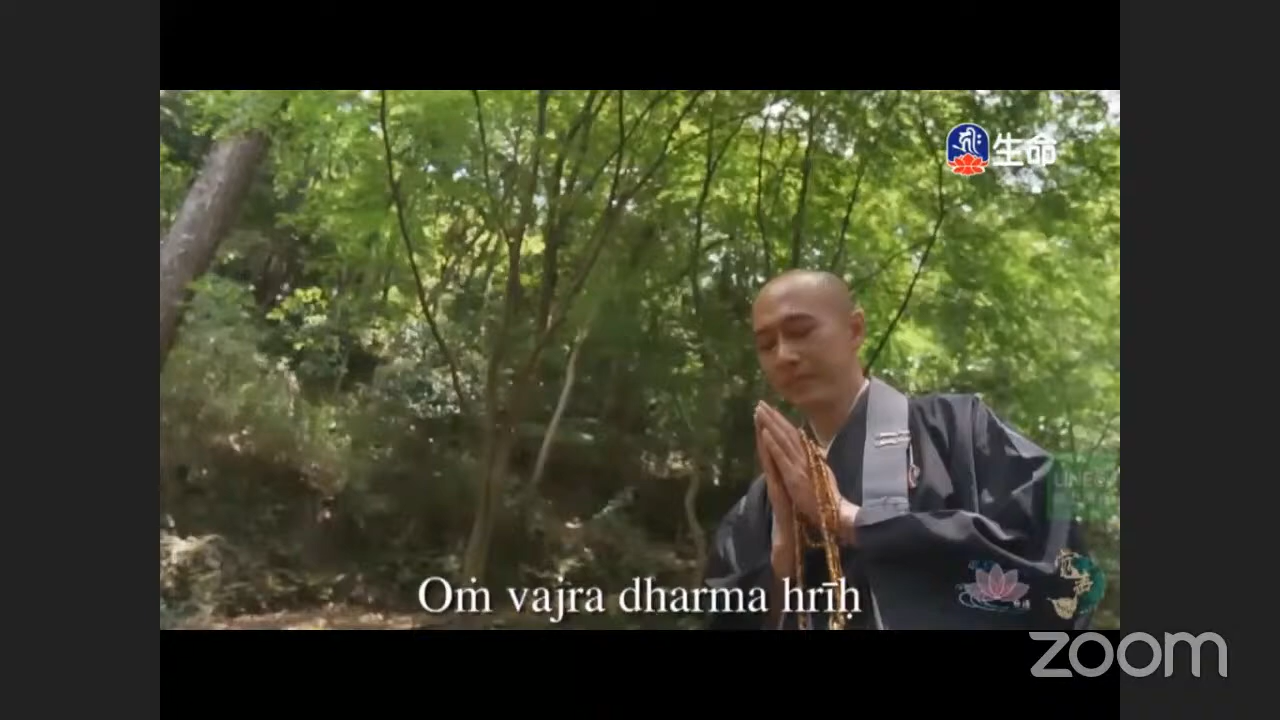 生命
Oṁ vajra dharma hrīḥ
zoom